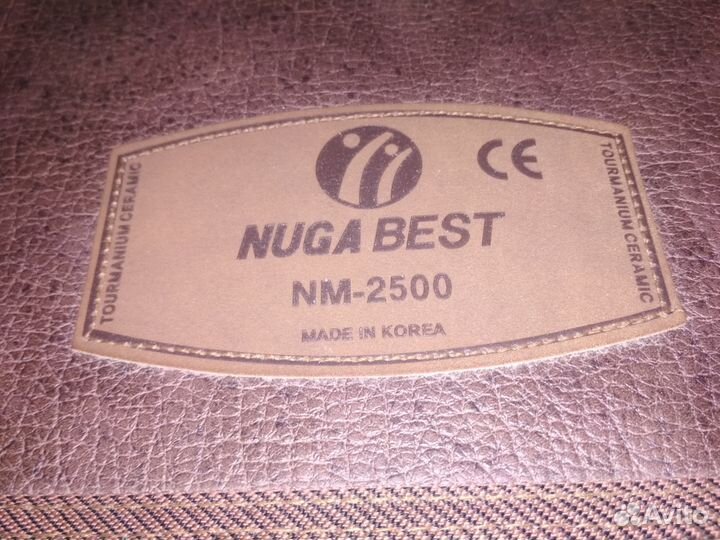 CE
TOURMANIUM CERAMIC
TOURMANIUM CERAMIC
NUGA BEST
NM-2500
MADE IN KOREA
Avito